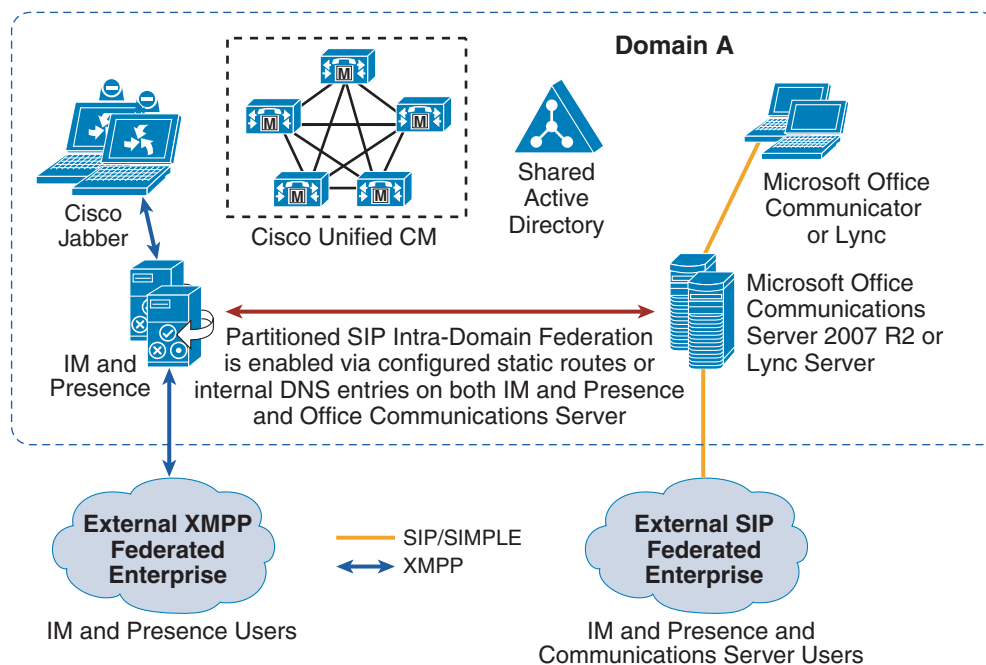 Domain A
M
M
M
M
M
Cisco
Jabber
Cisco Unified CM
Shared
Active
Directory
Microsoft Office
Communicator
or Lync
IM and
Presence
Partitioned SIP Intra-Domain Federation
is enabled via configured static routes or
internal DNS entries on both IM and Presence
and Office Communications Server
Microsoft Office
Communications
Server 2007 R2 or
Lync Server
External XMPP
Federated
Enterprise
SIP/SIMPLE
XMPP
External SIP
Federated
Enterprise
IM and Presence Users
IM and Presence and
Communications Server Users